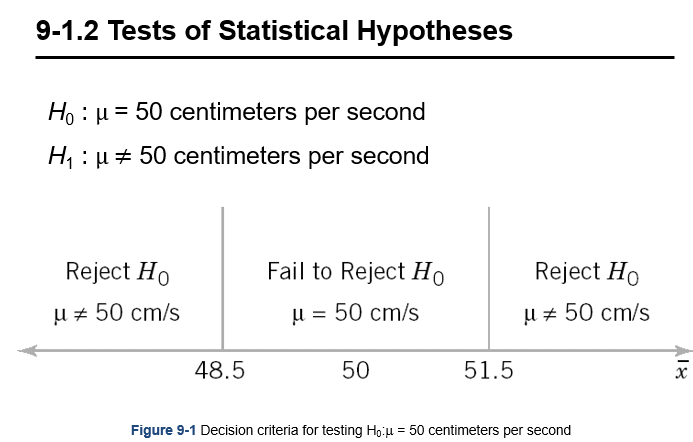 9-1.2 Tests of Statistical Hypotheses
H₀ : μ = 50 centimeters per second
H₁ : μ ≠ 50 centimeters per second
Reject H₀ Fail to Reject H₀ Reject H₀
μ ≠ 50 cm/s μ = 50 cm/s μ ≠ 50 cm/s
48.5 50 51.5 x̅
Figure 9-1 Decision criteria for testing H₀:μ = 50 centimeters per second